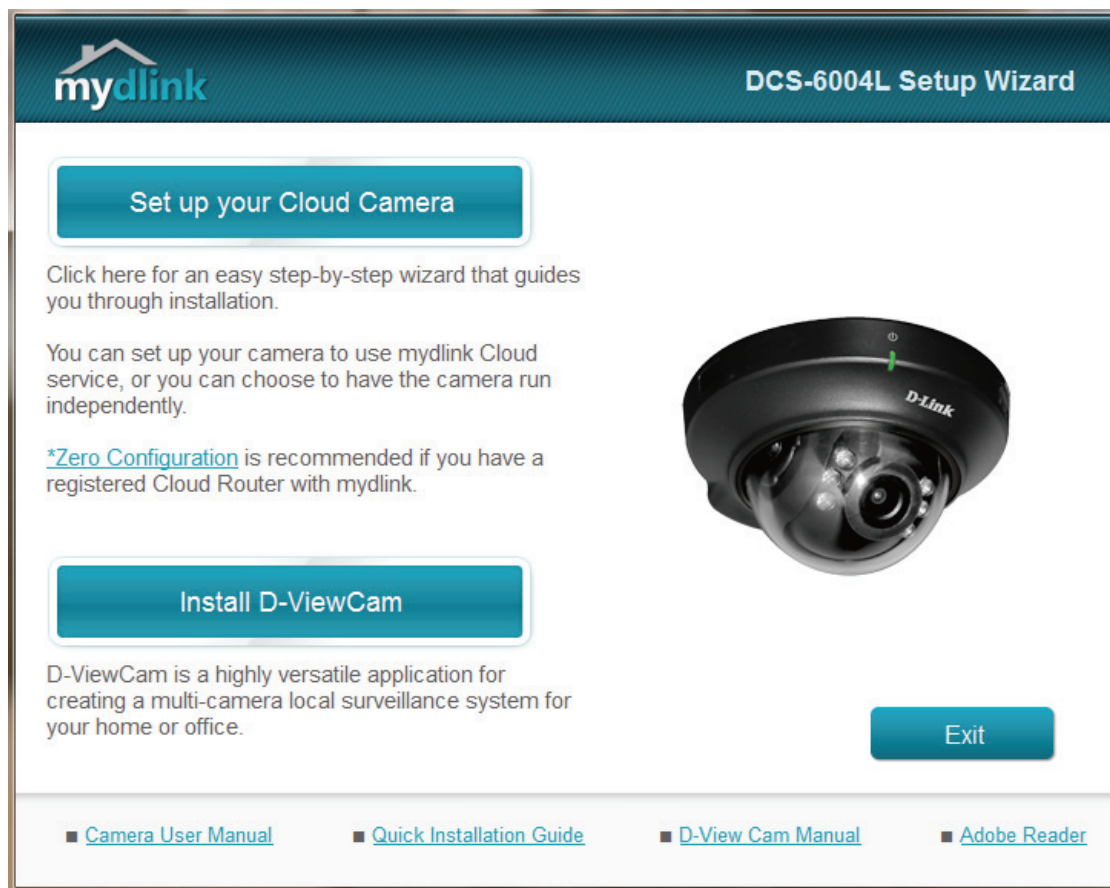 mydlink
DCS-6004L Setup Wizard
Set up your Cloud Camera
Click here for an easy step-by-step wizard that guides
you through installation.
You can set up your camera to use mydlink Cloud
service, or you can choose to have the camera run
independently.
*Zero Configuration is recommended if you have a
registered Cloud Router with mydlink.
D-Link
Install D-ViewCam
D-ViewCam is a highly versatile application for
creating a multi-camera local surveillance system for
your home or office.
Exit
■ Camera User Manual ■ Quick Installation Guide ■ D-View Cam Manual ■ Adobe Reader